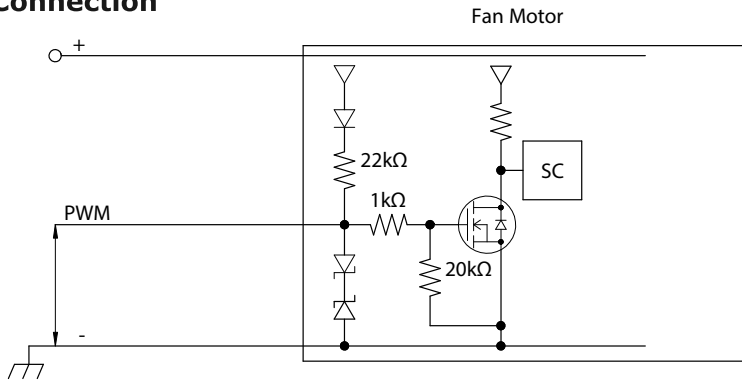 Connection
Fan Motor
+
22kΩ
SC
1kΩ
PWM
20kΩ
-